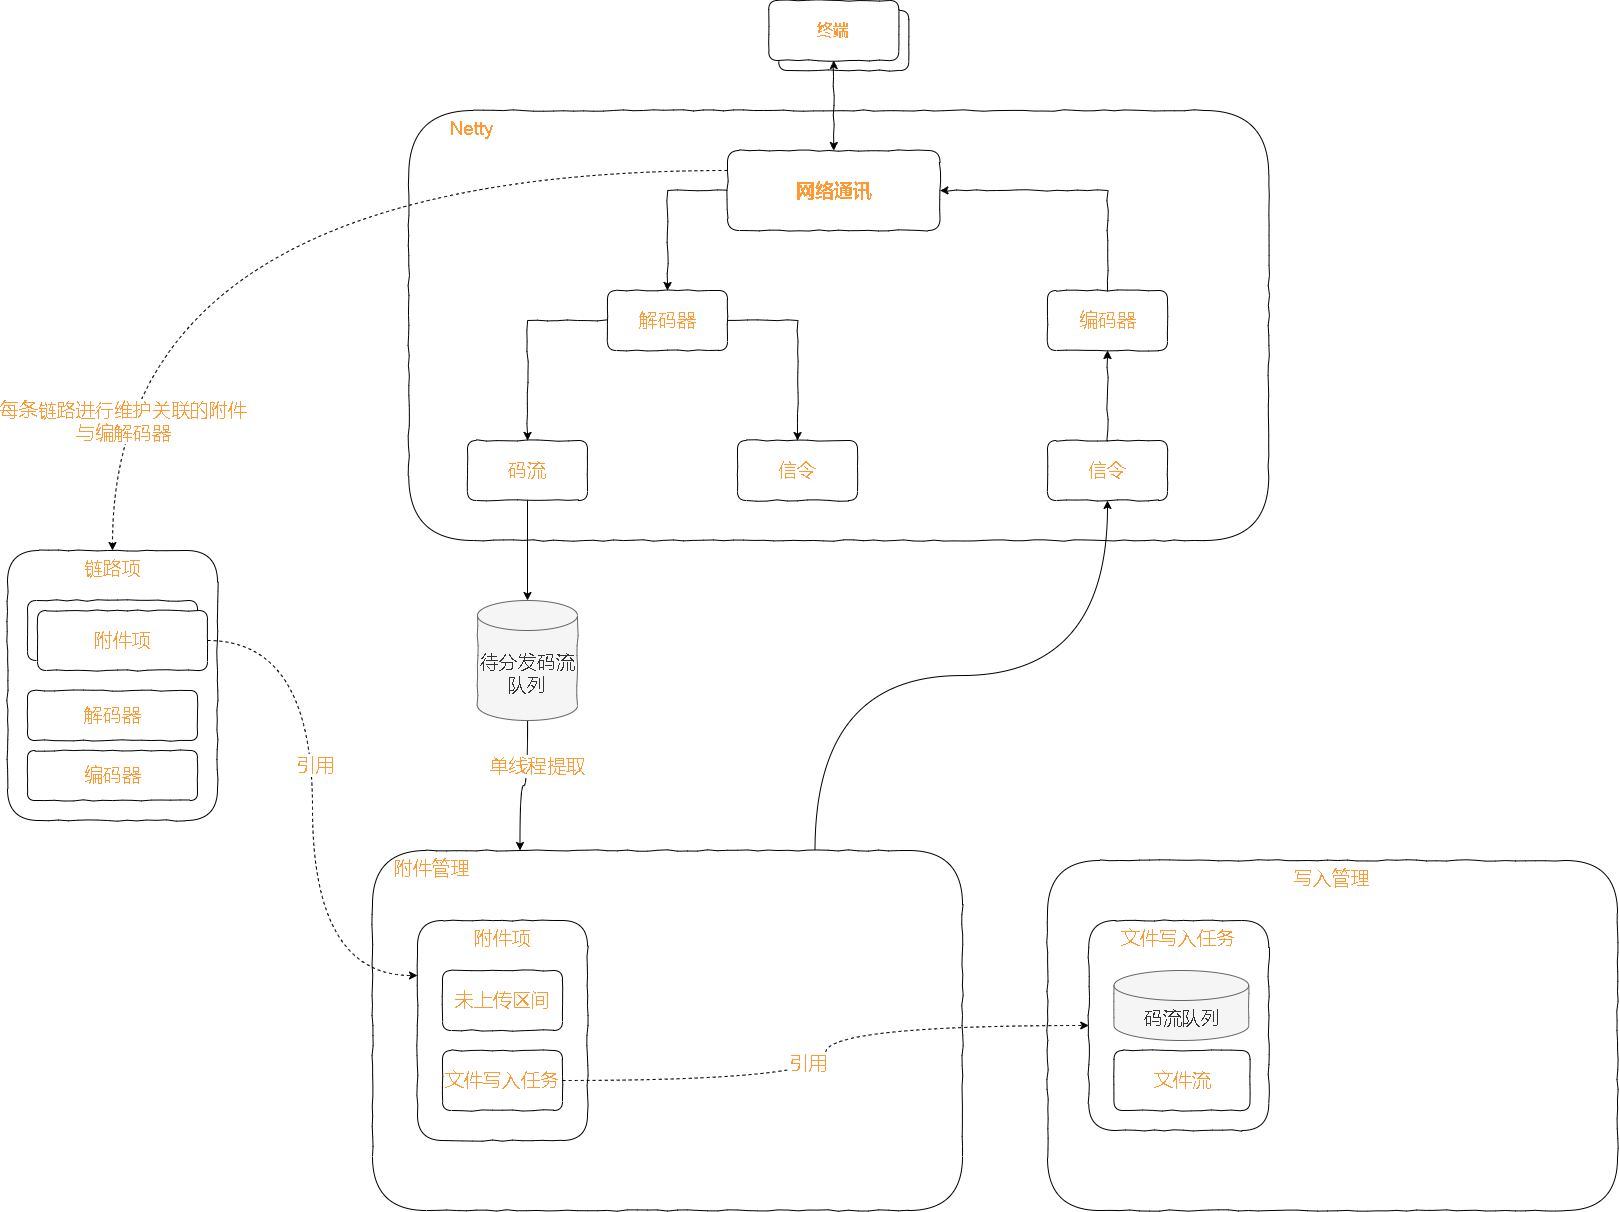 终端
Netty
网络通讯
解码器
编码器
每条链路进行维护关联的附件
与编解码器
码流
信令
信令
链路项
附件项
解码器
编码器
待分发码流
队列
引用
单线程提取
附件管理
附件项
未上传区间
文件写入任务
引用
写入管理
文件写入任务
码流队列
文件流